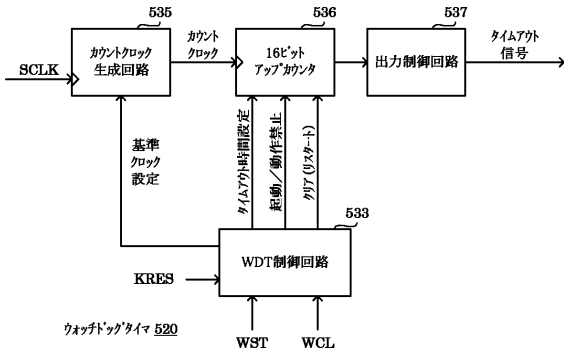 535
536
537
カウントクロック
生成回路
カウント
クロック
16ビット
アップカウンタ
出力制御回路
タイムアウト
信号
SCLK
基準
クロック
設定
タイムアウト時間設定
起動／動作禁止
クリア(リスタート)
533
WDT制御回路
KRES
ウォッチドッグタイマ 520
WST
WCL